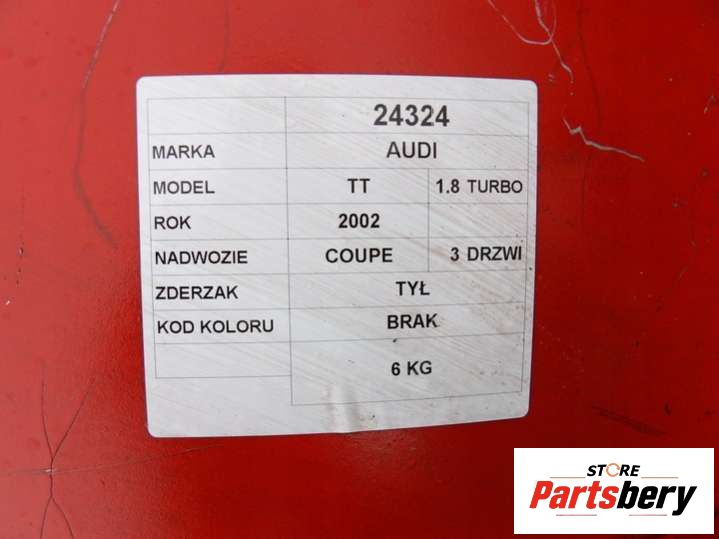 24324
MARKA AUDI
MODEL TT 1.8 TURBO
ROK 2002
NADWOZIE COUPE 3 DRZWI
ZDERZAK TYŁ
KOD KOLORU BRAK
6 KG
STORE
Partsbery